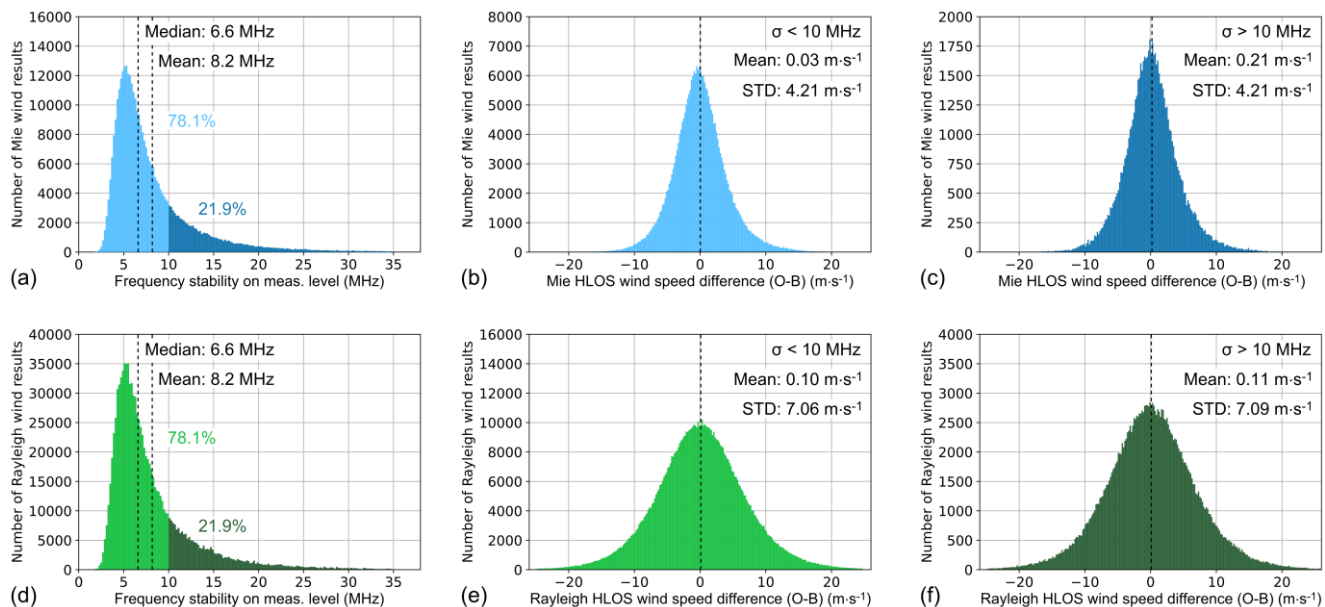 16000
14000
12000
10000
8000
6000
4000
2000
0
Number of Mie wind results
Median: 6.6 MHz
Mean: 8.2 MHz
78.1%
21.9%
0 5 10 15 20 25 30 35
(a)
Frequency stability on meas. level (MHz)
8000
7000
6000
5000
4000
3000
2000
1000
0
Number of Mie wind results
σ < 10 MHz
Mean: 0.03 m·s-1
STD: 4.21 m·s-1
−20 −10 0 10 20
(b)
Mie HLOS wind speed difference (O-B) (m·s-1)
2000
1750
1500
1250
1000
750
500
250
0
Number of Mie wind results
σ > 10 MHz
Mean: 0.21 m·s-1
STD: 4.21 m·s-1
−20 −10 0 10 20
(c)
Mie HLOS wind speed difference (O-B) (m·s-1)
40000
35000
30000
25000
20000
15000
10000
5000
0
Number of Rayleigh wind results
Median: 6.6 MHz
Mean: 8.2 MHz
78.1%
21.9%
0 5 10 15 20 25 30 35
(d)
Frequency stability on meas. level (MHz)
16000
14000
12000
10000
8000
6000
4000
2000
0
Number of Rayleigh wind results
σ < 10 MHz
Mean: 0.10 m·s-1
STD: 7.06 m·s-1
−20 −10 0 10 20
(e)
Rayleigh HLOS wind speed difference (O-B) (m·s-1)
4000
3500
3000
2500
2000
1500
1000
500
0
Number of Rayleigh wind results
σ > 10 MHz
Mean: 0.11 m·s-1
STD: 7.09 m·s-1
−20 −10 0 10 20
(f)
Rayleigh HLOS wind speed difference (O-B) (m·s-1)